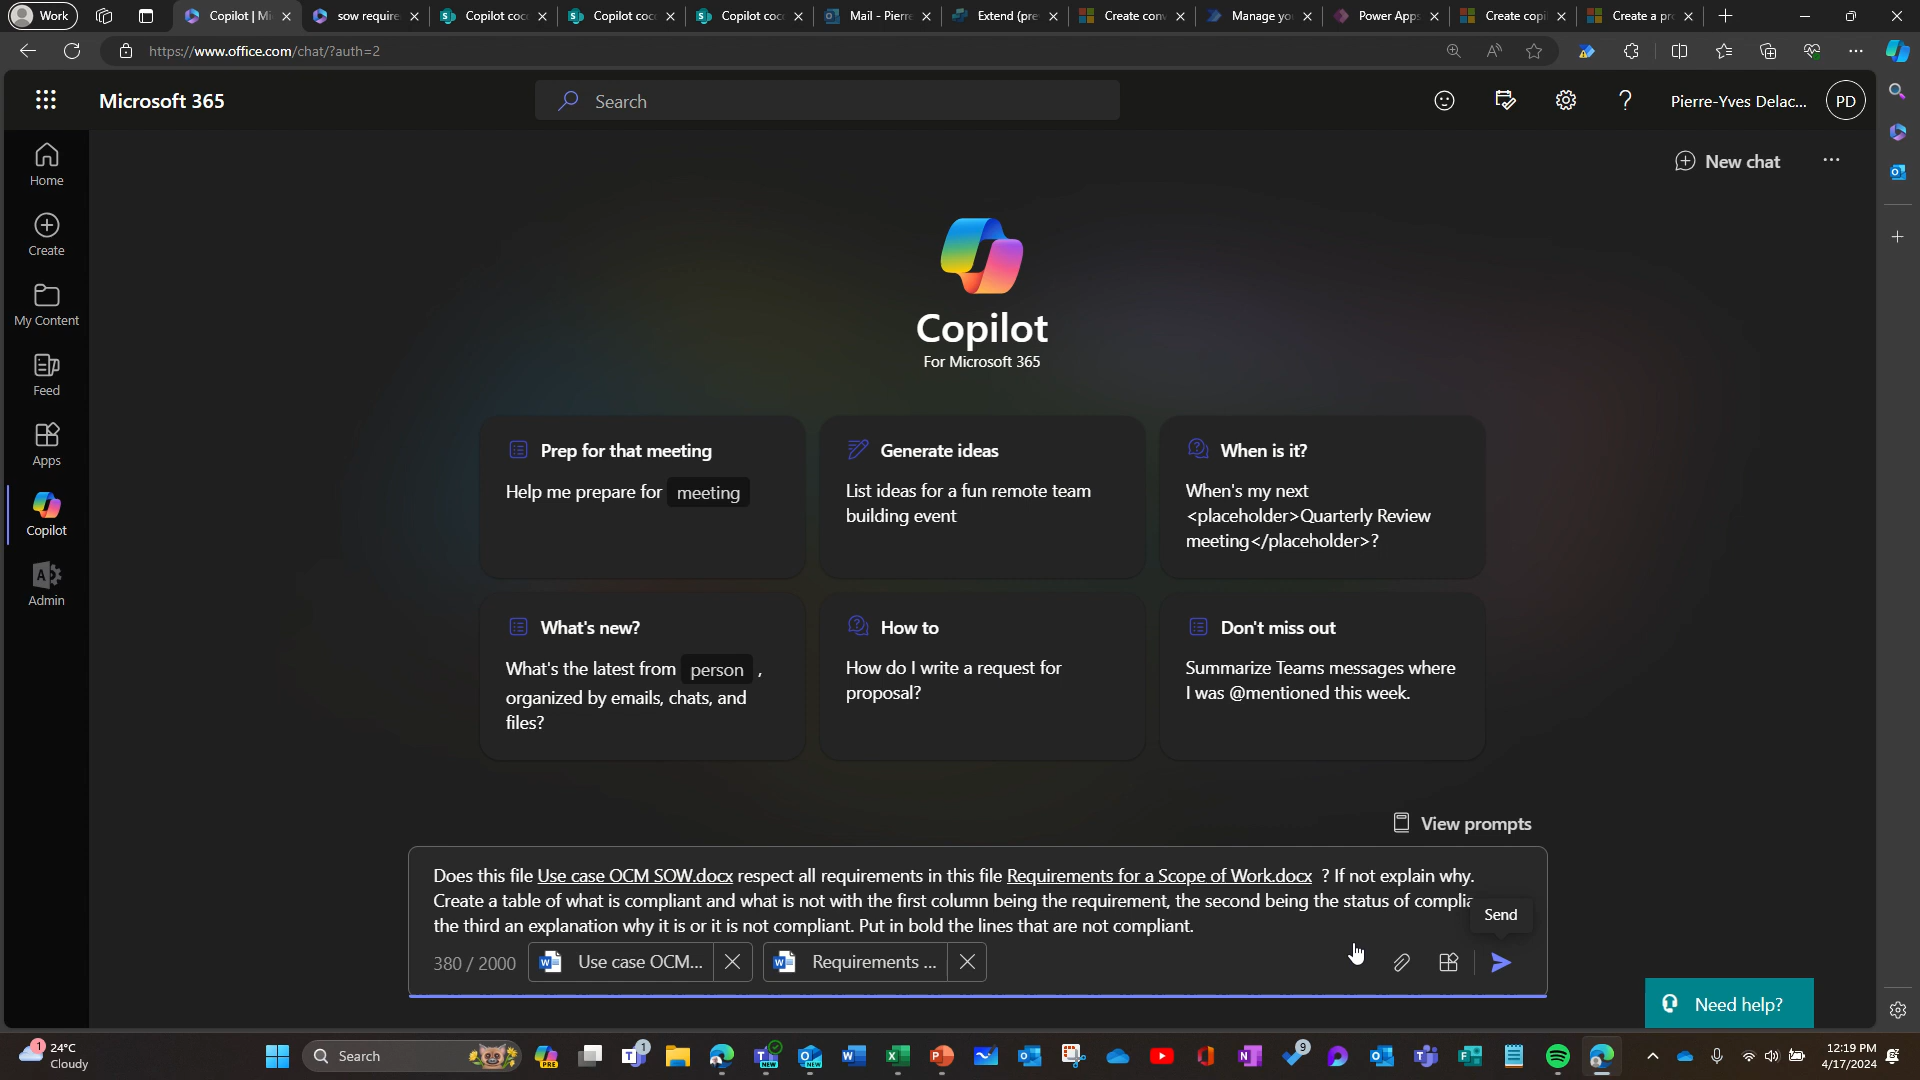 Work
Copilot | Mi
sow require
Copilot coc
Copilot coc
Copilot coc
Mail - Pierre
Extend (pre
Create conv
Manage yo
Power Apps
Create copi
Create a pr
https://www.office.com/chat/?auth=2
Microsoft 365
Search
Pierre-Yves Delac...
PD
Home
Create
My Content
Feed
Apps
Copilot
Admin
New chat
Copilot
For Microsoft 365
Prep for that meeting
Help me prepare for meeting
Generate ideas
List ideas for a fun remote team
building event
When is it?
When's my next
<placeholder>Quarterly Review
meeting</placeholder>?
What's new?
What's the latest from person ,
organized by emails, chats, and
files?
How to
How do I write a request for
proposal?
Don't miss out
Summarize Teams messages where
I was @mentioned this week.
View prompts
Does this file Use case OCM SOW.docx respect all requirements in this file Requirements for a Scope of Work.docx ? If not explain why.
Create a table of what is compliant and what is not with the first column being the requirement, the second being the status of complia
the third an explanation why it is or it is not compliant. Put in bold the lines that are not compliant.
Send
380 / 2000
Use case OCM...
Requirements ...
Need help?
1
24°C
Cloudy
Search
PRE
1
NEW
NEW
9
12:19 PM
4/17/2024